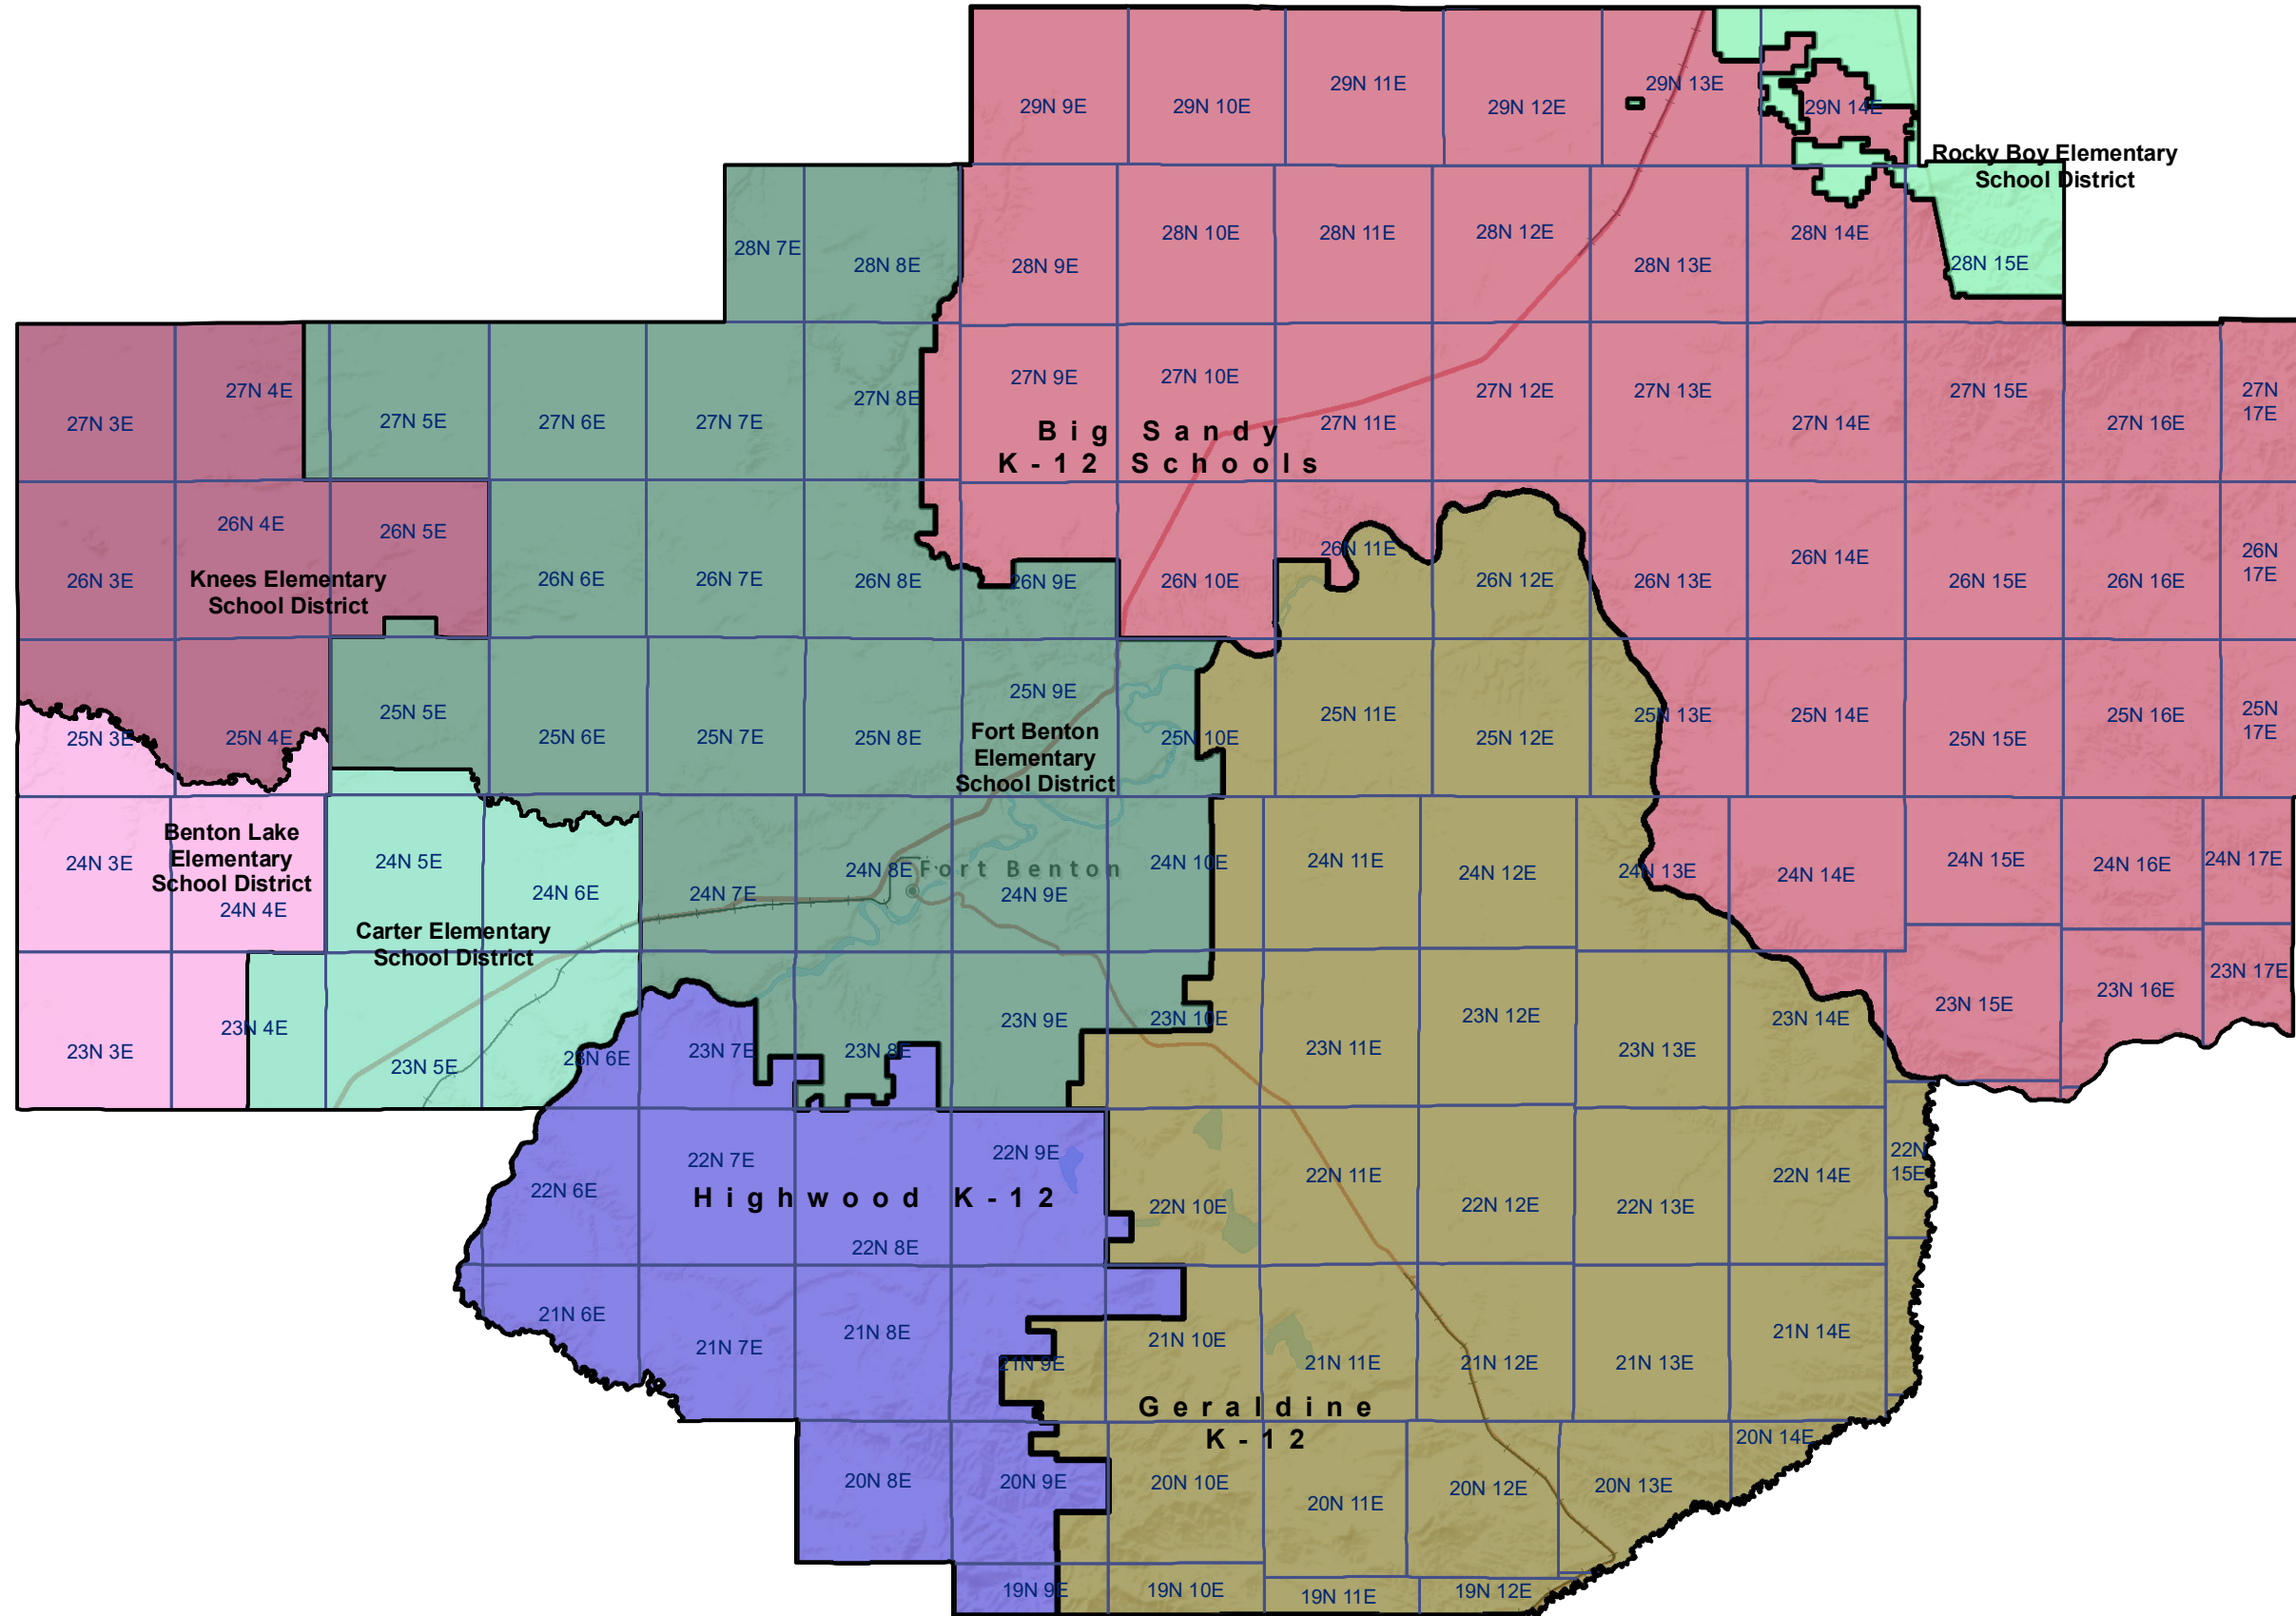 29N 9E
29N 10E
29N 11E
29N 12E
29N 13E
29N 14E
Rocky Boy Elementary
School District
28N 7E
28N 8E
28N 9E
28N 10E
28N 11E
28N 12E
28N 13E
28N 14E
28N 15E
27N 3E
27N 4E
27N 5E
27N 6E
27N 7E
27N 8E
27N 9E
27N 10E
27N 11E
27N 12E
27N 13E
27N 14E
27N 15E
27N 16E
27N
17E
Big Sandy
K-12 Schools
26N 3E
26N 4E
26N 5E
26N 6E
26N 7E
26N 8E
26N 9E
26N 10E
26N 11E
26N 12E
26N 13E
26N 14E
26N 15E
26N 16E
26N
17E
Knees Elementary
School District
25N 3E
25N 4E
25N 5E
25N 6E
25N 7E
25N 8E
25N 9E
25N 10E
25N 11E
25N 12E
25N 13E
25N 14E
25N 15E
25N 16E
25N
17E
Fort Benton
Elementary
School District
Benton Lake
Elementary
School District
24N 3E
24N 4E
24N 5E
24N 6E
24N 7E
24N 8E
Fort Benton
24N 9E
24N 10E
24N 11E
24N 12E
24N 13E
24N 14E
24N 15E
24N 16E
24N 17E
Carter Elementary
School District
23N 3E
23N 4E
23N 5E
23N 6E
23N 7E
23N 8E
23N 9E
23N 10E
23N 11E
23N 12E
23N 13E
23N 14E
23N 15E
23N 16E
23N 17E
22N 6E
22N 7E
22N 8E
22N 9E
22N 10E
22N 11E
22N 12E
22N 13E
22N 14E
22N
15E
Highwood K-12
21N 6E
21N 7E
21N 8E
21N 9E
21N 10E
21N 11E
21N 12E
21N 13E
21N 14E
Geraldine
K-12
20N 8E
20N 9E
20N 10E
20N 11E
20N 12E
20N 13E
20N 14E
19N 9E
19N 10E
19N 11E
19N 12E